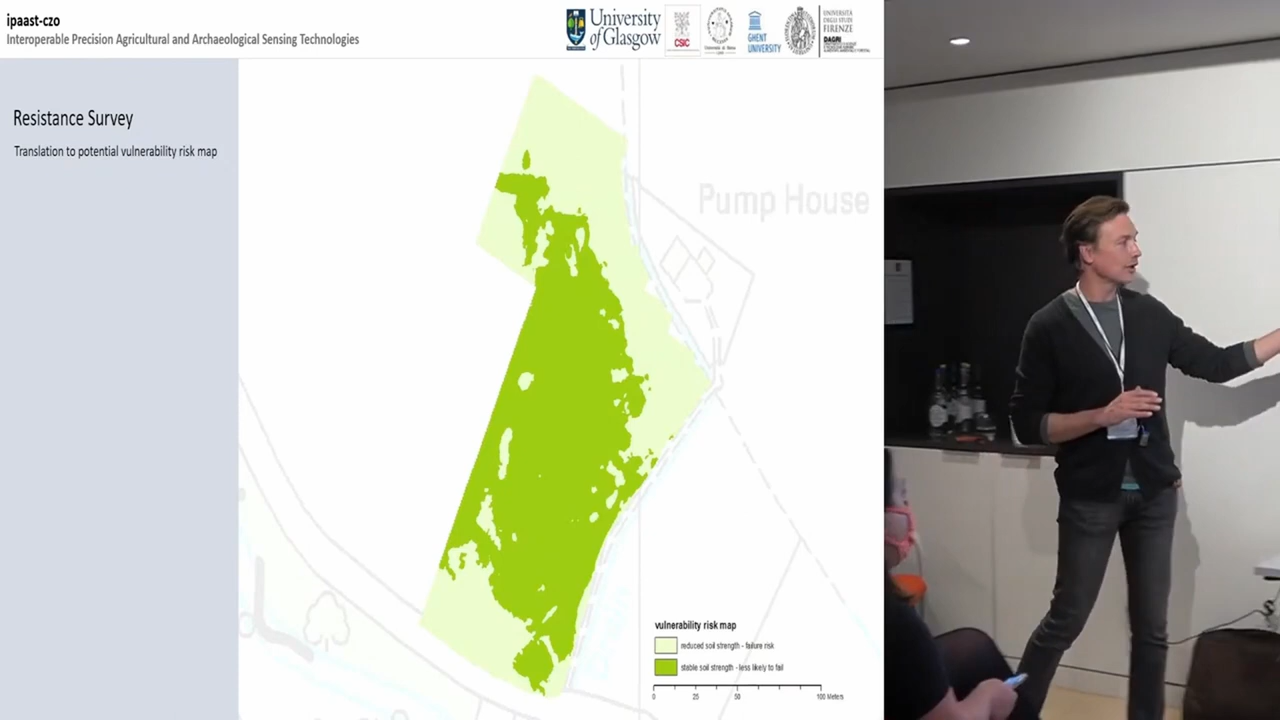 ipaast-czo
Interoperable Precision Agricultural and Archaeological Sensing Technologies
University
of Glasgow
CSIC
GHENT
UNIVERSITY
UNIVERSITÀ
DEGLI STUDI
FIRENZE
DAGRI
Resistance Survey
Translation to potential vulnerability risk map
Pump House
vulnerability risk map
reduced soil strength - failure risk
stable soil strength - less likely to fail
0 25 50 100 Meters